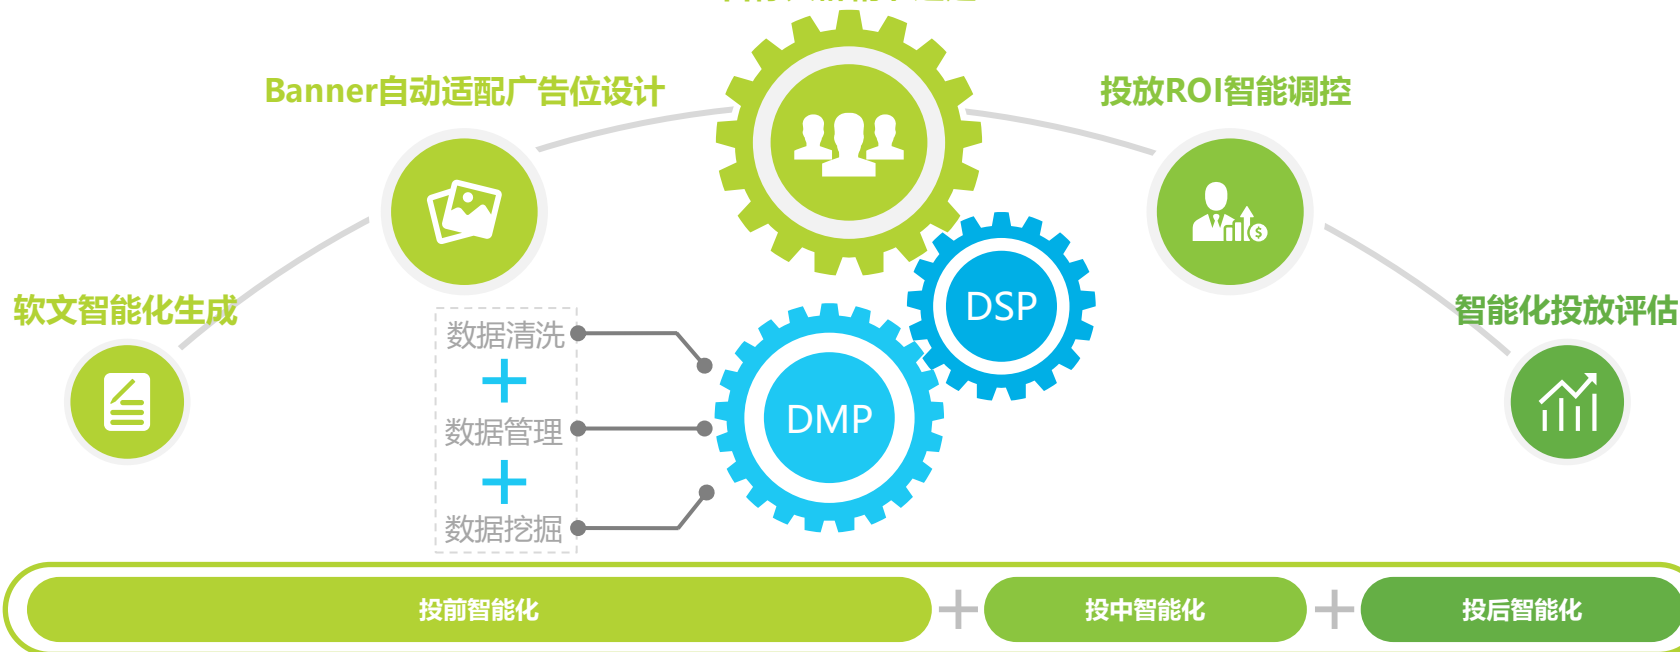 Banner自动适配广告位设计
投放ROI智能调控
软文智能化生成
智能化投放评估
DSP
DMP
数据清洗
数据管理
数据挖掘
投前智能化
投中智能化
投后智能化